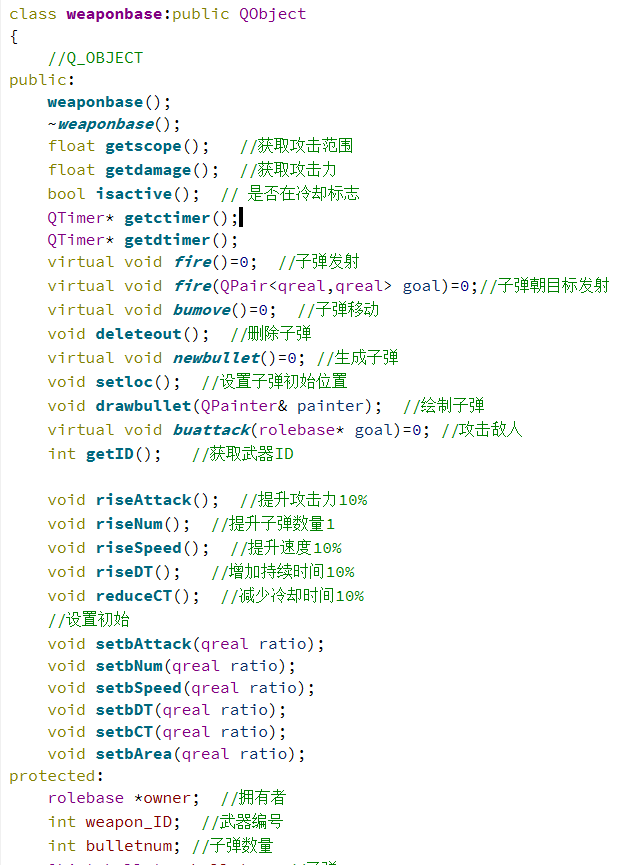 class weaponbase:public QObject
{
//Q_OBJECT
public:
weaponbase();
~weaponbase();
float getscope();   //获取攻击范围
float getdamage();  //获取攻击力
bool isactive();  // 是否在冷却标志
QTimer* getctimer();
QTimer* getdtimer();
virtual void fire()=0;  //子弹发射
virtual void fire(QPair<qreal,qreal> goal)=0;//子弹朝目标发射
virtual void bumove()=0;  //子弹移动
void deleteout();  //删除子弹
virtual void newbullet()=0; //生成子弹
void setloc();  //设置子弹初始位置
void drawbullet(QPainter& painter);  //绘制子弹
virtual void buattack(rolebase* goal)=0; //攻击敌人
int getID();   //获取武器ID
void riseAttack();  //提升攻击力10%
void riseNum();  //提升子弹数量1
void riseSpeed();  //提升速度10%
void riseDT();   //增加持续时间10%
void reduceCT();  //减少冷却时间10%
//设置初始
void setbAttack(qreal ratio);
void setbNum(qreal ratio);
void setbSpeed(qreal ratio);
void setbDT(qreal ratio);
void setbCT(qreal ratio);
void setbArea(qreal ratio);
protected:
rolebase *owner;  //拥有者
int weapon_ID;  //武器编号
int bulletnum; //子弹数量